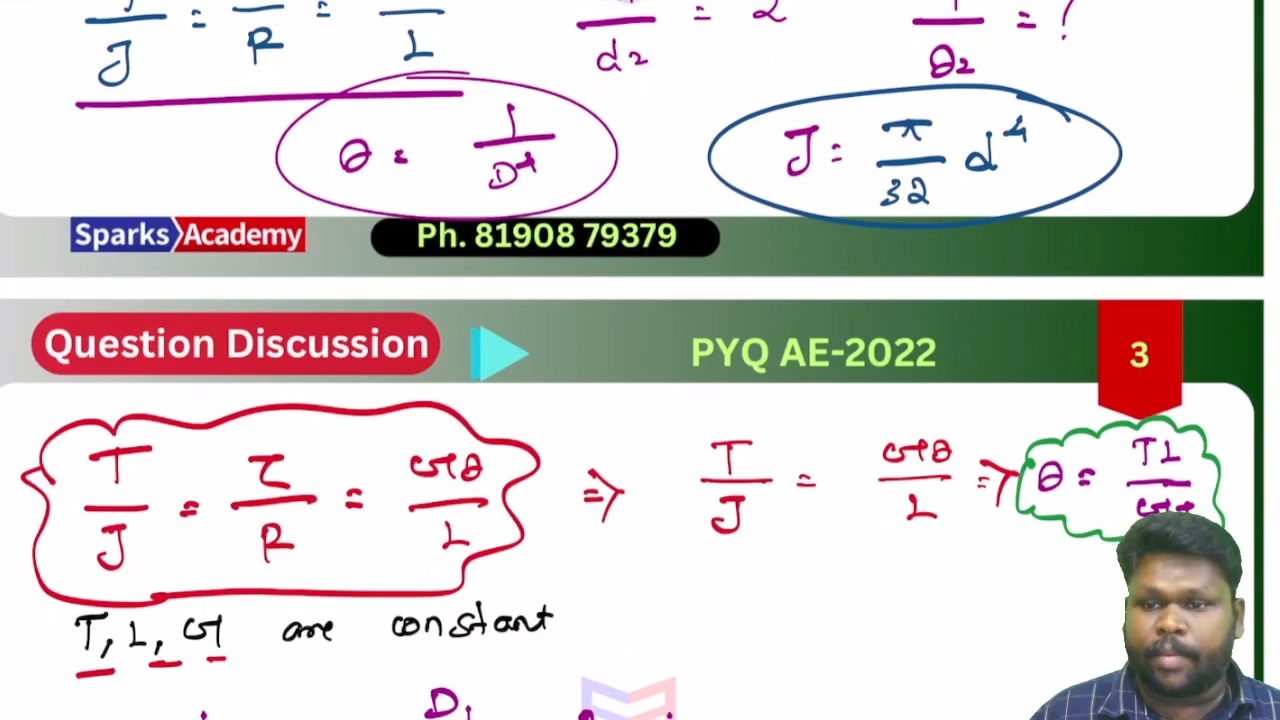 J = R = L d2 = 2 θ2 = ?
θ = 1/D⁴ J = π/32 d⁴
Sparks Academy Ph. 81908 79379
Question Discussion PYQ AE-2022 3
T/J = τ/R = Gθ/L => T/J = Gθ/L => θ = TL
T, L, G are constant
D1